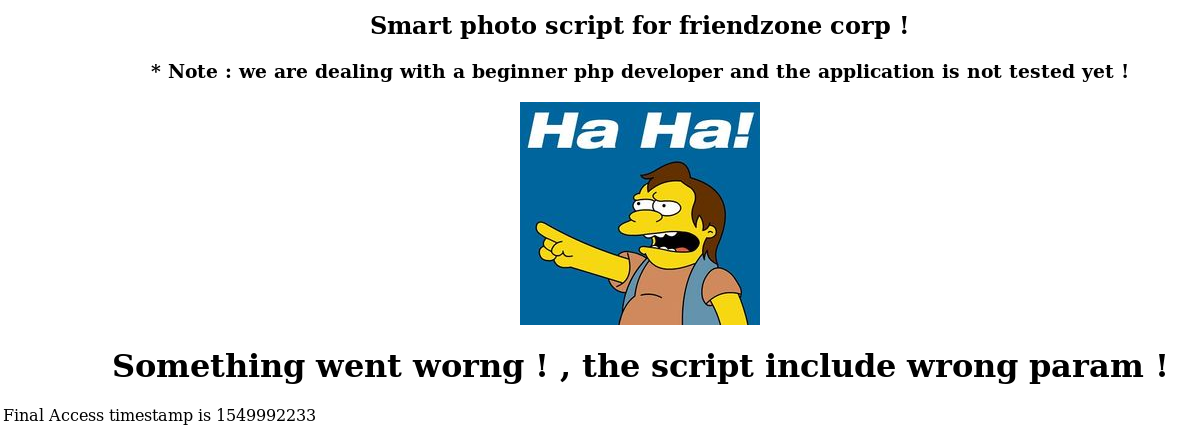 Smart photo script for friendzone corp !
* Note : we are dealing with a beginner php developer and the application is not tested yet !
Ha Ha!
Something went worng ! , the script include wrong param !
Final Access timestamp is 1549992233